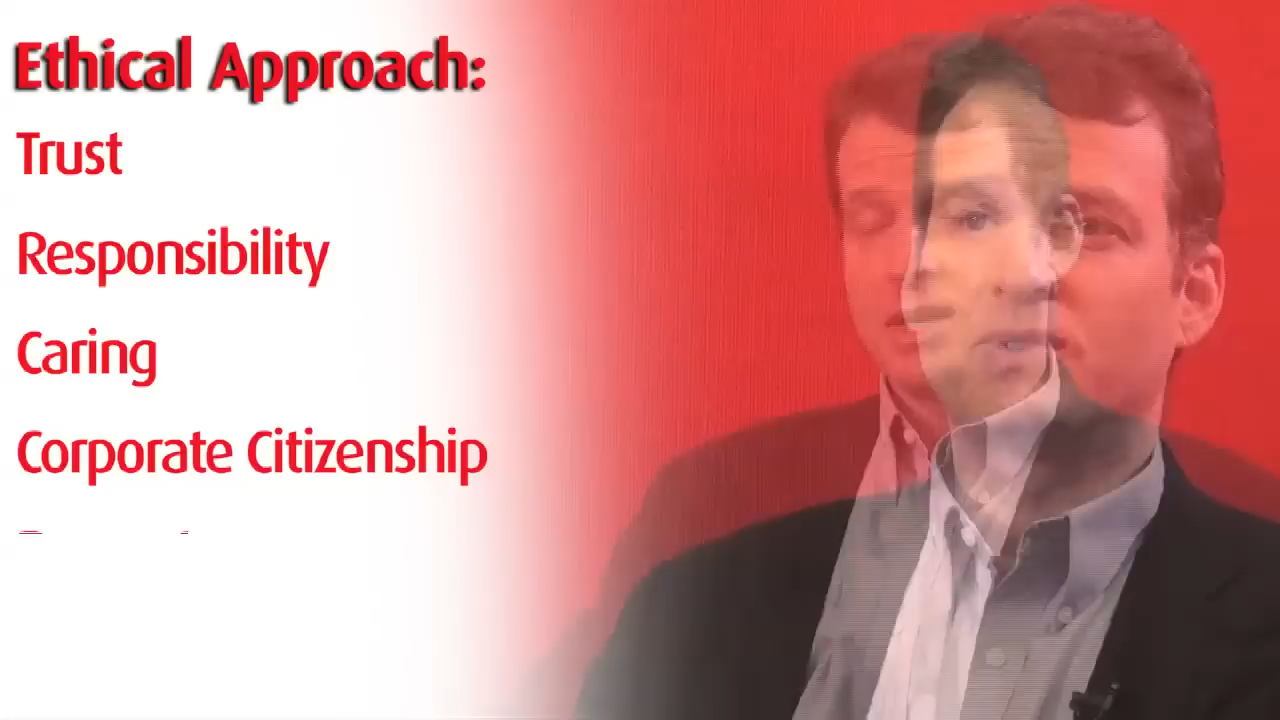 Ethical Approach:
Trust
Responsibility
Caring
Corporate Citizenship